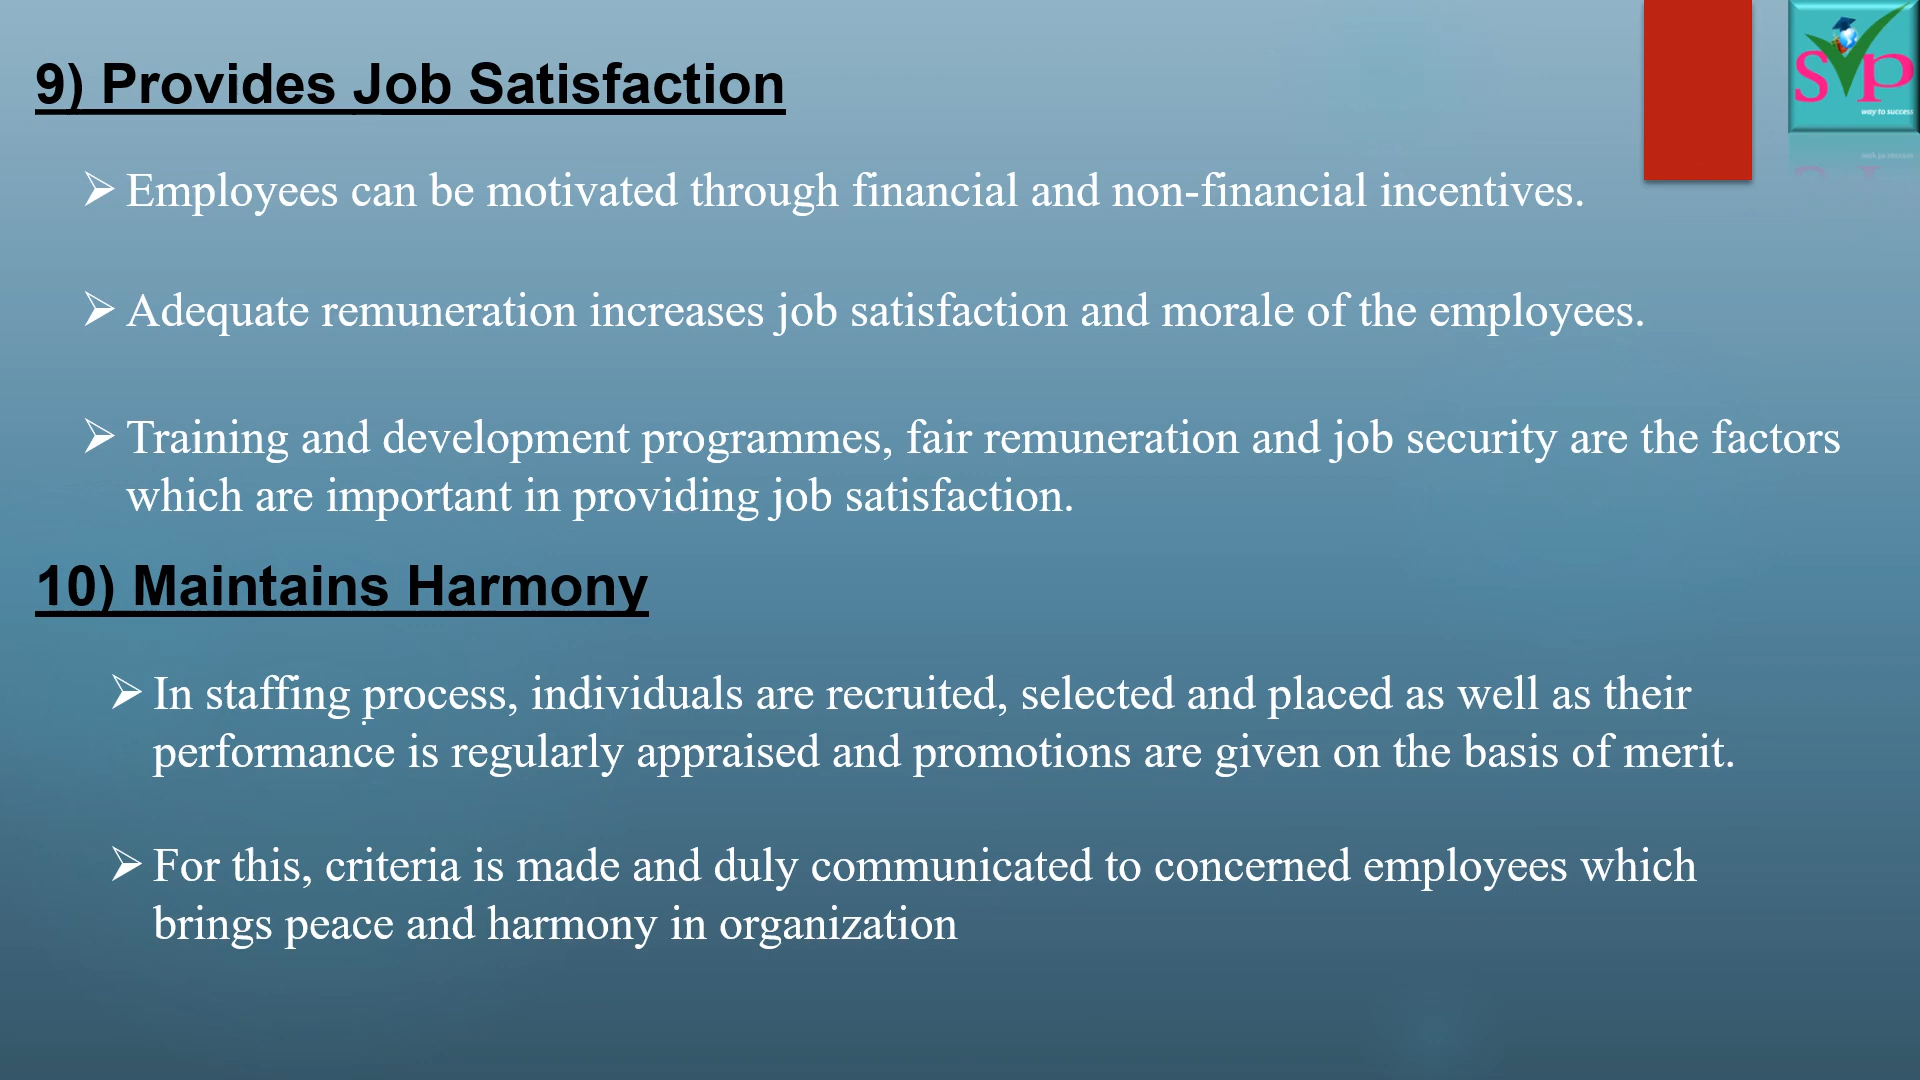 9) Provides Job Satisfaction
SVP
way to success
➢ Employees can be motivated through financial and non-financial incentives.
➢ Adequate remuneration increases job satisfaction and morale of the employees.
➢ Training and development programmes, fair remuneration and job security are the factors
which are important in providing job satisfaction.
10) Maintains Harmony
➢ In staffing process, individuals are recruited, selected and placed as well as their
performance is regularly appraised and promotions are given on the basis of merit.
➢ For this, criteria is made and duly communicated to concerned employees which
brings peace and harmony in organization